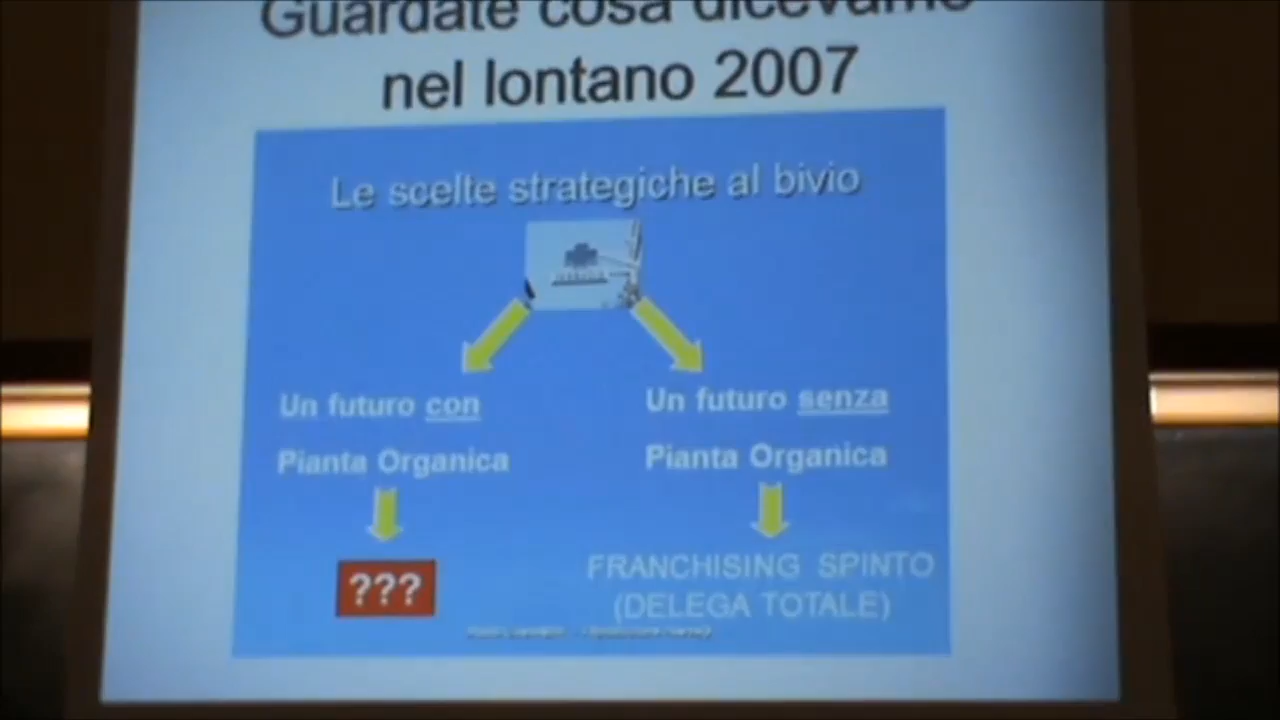 Guardate cosa dicevamo
nel lontano 2007
Le scelte strategiche al bivio
Un futuro con
Pianta Organica
Un futuro senza
Pianta Organica
???
FRANCHISING SPINTO
(DELEGA TOTALE)